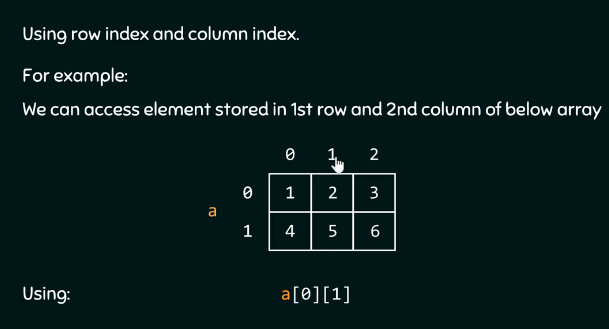 Using row index and column index.
For example:
We can access element stored in 1st row and 2nd column of below array
0 1 2
0 1 2 3
a
1 4 5 6
Using: a[0][1]